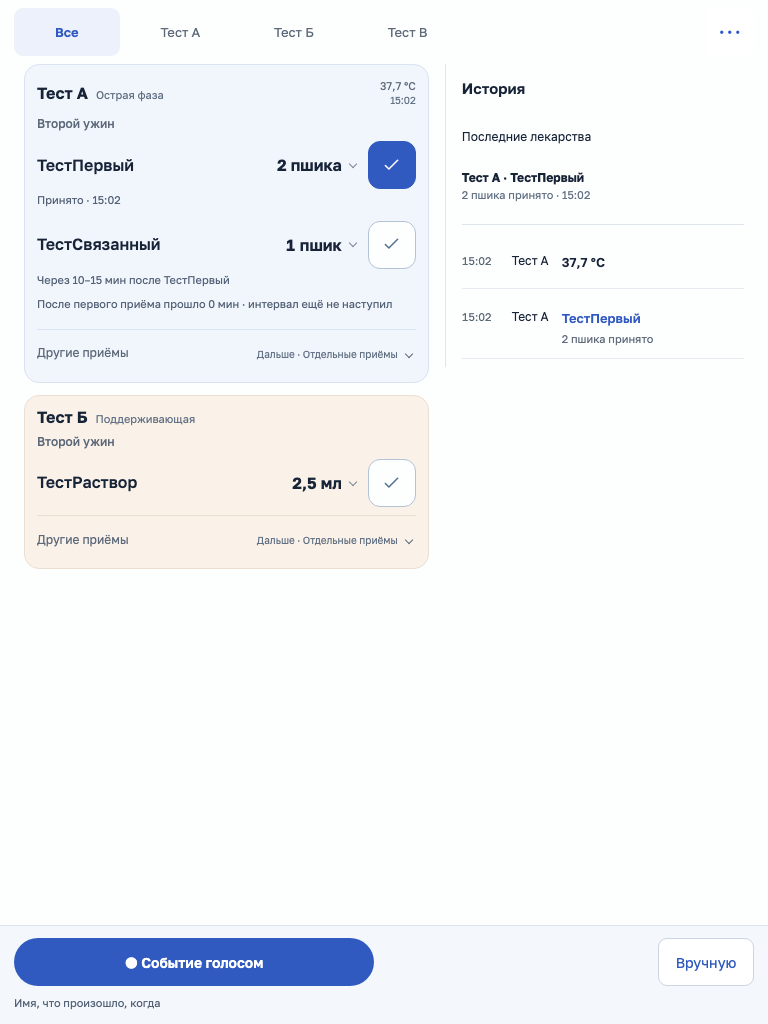 Все
Тест А
Тест Б
Тест В
Тест А Острая фаза
37,7 °C
15:02
Второй ужин
ТестПервый 2 пшика
Принято · 15:02
ТестСвязанный 1 пшик
Через 10–15 мин после ТестПервый
После первого приёма прошло 0 мин · интервал ещё не наступил
Другие приёмы Дальше · Отдельные приёмы
Тест Б Поддерживающая
Второй ужин
ТестРаствор 2,5 мл
Другие приёмы Дальше · Отдельные приёмы
История
Последние лекарства
Тест А · ТестПервый
2 пшика принято · 15:02
15:02 Тест А 37,7 °C
15:02 Тест А ТестПервый
2 пшика принято
Событие голосом
Вручную
Имя, что произошло, когда